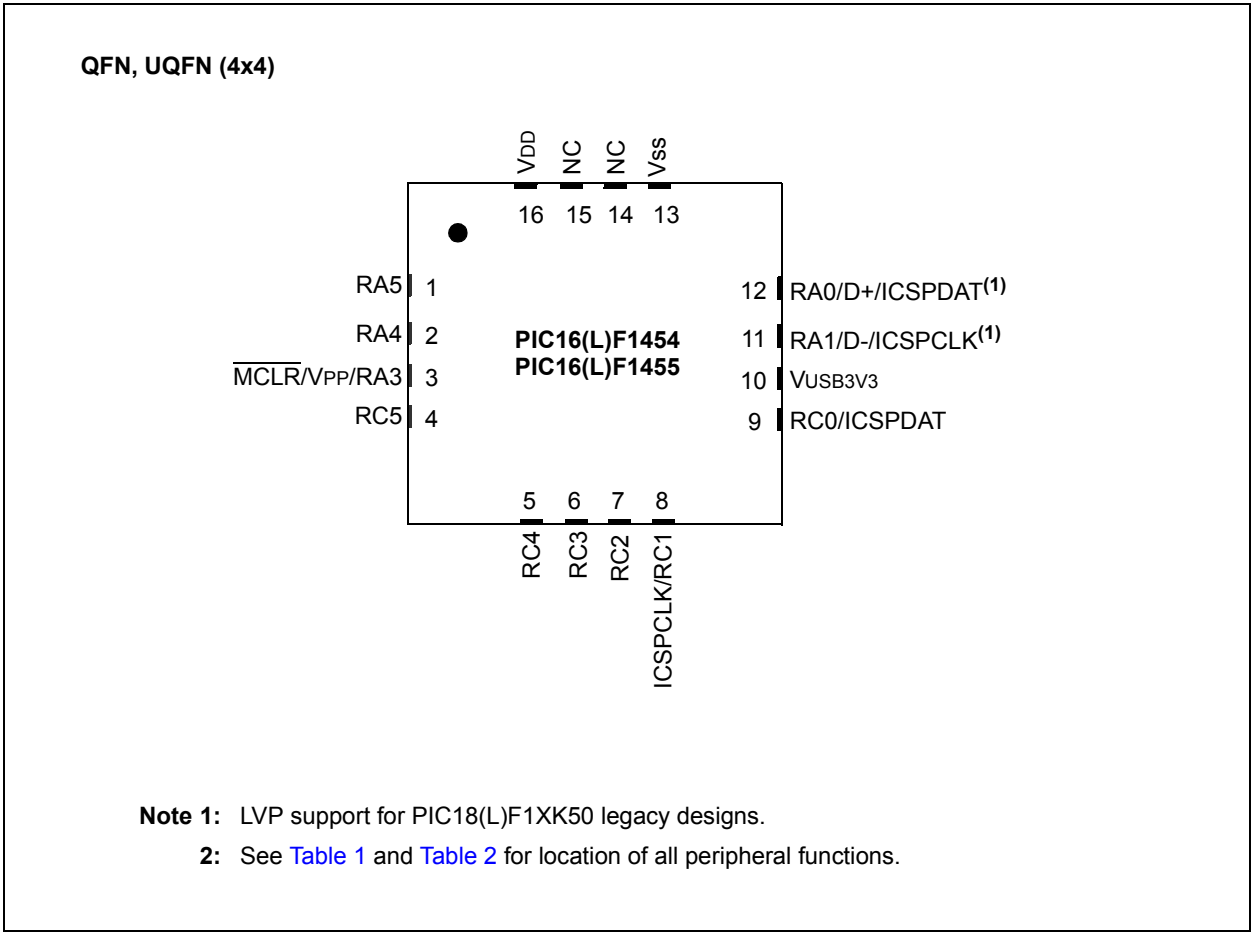 QFN, UQFN (4x4)
VDD
NC
NC
Vss
16 15 14 13
RA5 1
RA4 2
MCLR/VPP/RA3 3
RC5 4
PIC16(L)F1454
PIC16(L)F1455
12 RA0/D+/ICSPDAT(1)
11 RA1/D-/ICSPCLK(1)
10 VUSB3V3
9 RC0/ICSPDAT
5 6 7 8
RC4
RC3
RC2
ICSPCLK/RC1
Note 1: LVP support for PIC18(L)F1XK50 legacy designs.
2: See Table 1 and Table 2 for location of all peripheral functions.